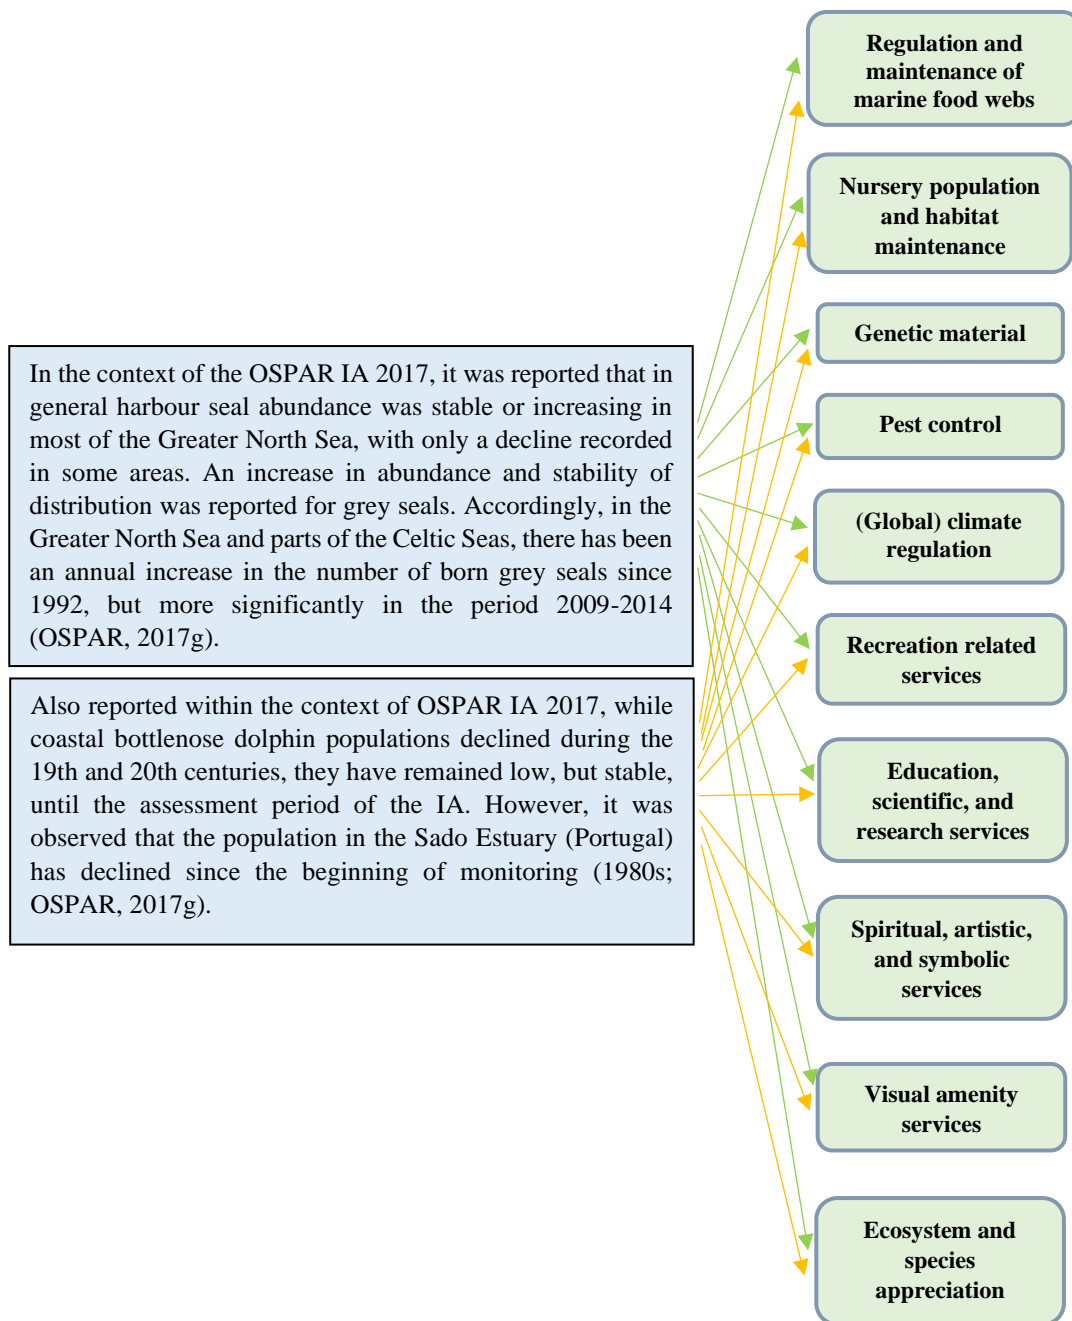 Regulation and
maintenance of
marine food webs
Nursery population
and habitat
maintenance
Genetic material
Pest control
(Global) climate
regulation
Recreation related
services
Education,
scientific, and
research services
Spiritual, artistic,
and symbolic
services
Visual amenity
services
Ecosystem and
species
appreciation
In the context of the OSPAR IA 2017, it was reported that in
general harbour seal abundance was stable or increasing in
most of the Greater North Sea, with only a decline recorded
in some areas. An increase in abundance and stability of
distribution was reported for grey seals. Accordingly, in the
Greater North Sea and parts of the Celtic Seas, there has been
an annual increase in the number of born grey seals since
1992, but more significantly in the period 2009-2014
(OSPAR, 2017g).
Also reported within the context of OSPAR IA 2017, while
coastal bottlenose dolphin populations declined during the
19th and 20th centuries, they have remained low, but stable,
until the assessment period of the IA. However, it was
observed that the population in the Sado Estuary (Portugal)
has declined since the beginning of monitoring (1980s;
OSPAR, 2017g).